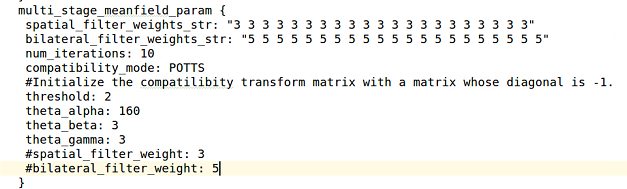 multi_stage_meanfield_param {
spatial_filter_weights_str: "3 3 3 3 3 3 3 3 3 3 3 3 3 3 3 3 3 3 3 3 3"
bilateral_filter_weights_str: "5 5 5 5 5 5 5 5 5 5 5 5 5 5 5 5 5 5 5 5 5"
num_iterations: 10
compatibility_mode: POTTS
#Initialize the compatilibity transform matrix with a matrix whose diagonal is -1.
threshold: 2
theta_alpha: 160
theta_beta: 3
theta_gamma: 3
#spatial_filter_weight: 3
#bilateral_filter_weight: 5
}